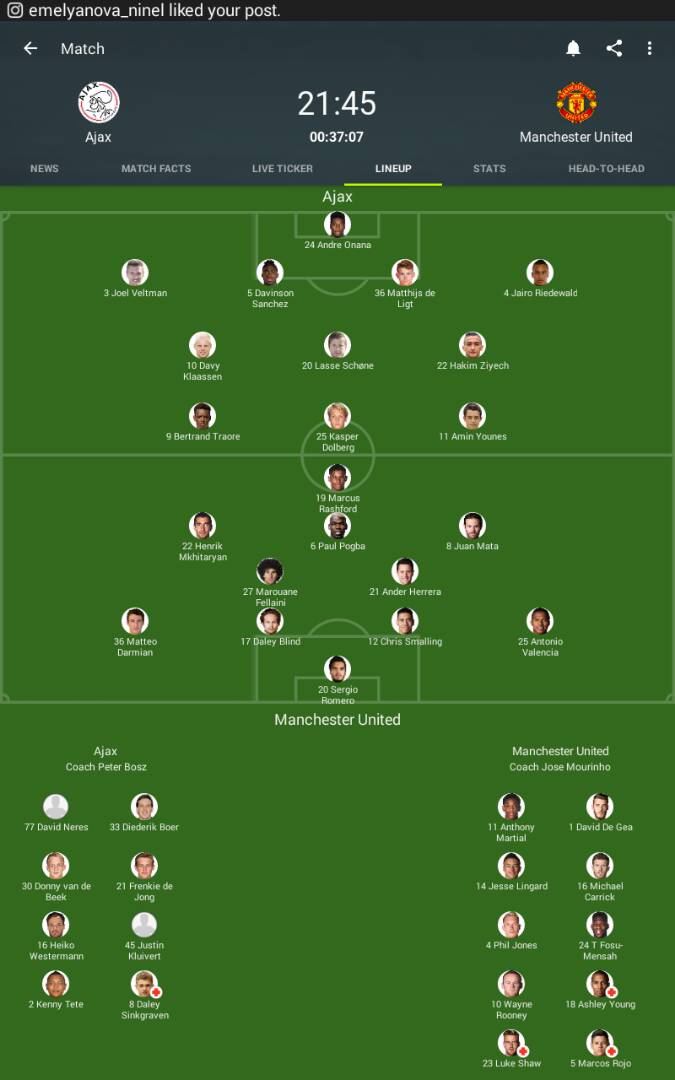 emelyanova_ninel liked your post.
Match
21:45
00:37:07
Ajax
Manchester United
NEWS MATCH FACTS LIVE TICKER LINEUP STATS HEAD-TO-HEAD
Ajax
24 Andre Onana
3 Joel Veltman
5 Davinson
Sanchez
36 Matthijs de
Ligt
4 Jairo Riedewald
10 Davy
Klaassen
20 Lasse Schøne
22 Hakim Ziyech
9 Bertrand Traore
25 Kasper
Dolberg
11 Amin Younes
19 Marcus
Rashford
22 Henrik
Mkhitaryan
6 Paul Pogba
8 Juan Mata
27 Marouane
Fellaini
21 Ander Herrera
36 Matteo
Darmian
17 Daley Blind
12 Chris Smalling
25 Antonio
Valencia
20 Sergio
Romero
Manchester United
Ajax
Coach Peter Bosz
Manchester United
Coach Jose Mourinho
77 David Neres
33 Diederik Boer
11 Anthony
Martial
1 David De Gea
30 Donny van de
Beek
21 Frenkie de
Jong
14 Jesse Lingard
16 Michael
Carrick
16 Heiko
Westermann
45 Justin
Kluivert
4 Phil Jones
24 T Fosu-
Mensah
2 Kenny Tete
8 Daley
Sinkgraven
10 Wayne
Rooney
18 Ashley Young
23 Luke Shaw
5 Marcos Rojo